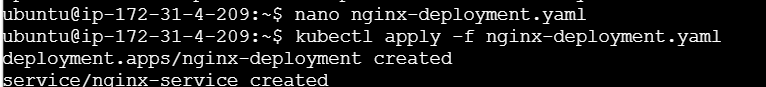 ubuntu@ip-172-31-4-209:~$ nano nginx-deployment.yaml
ubuntu@ip-172-31-4-209:~$ kubectl apply -f nginx-deployment.yaml
deployment.apps/nginx-deployment created
service/nginx-service created